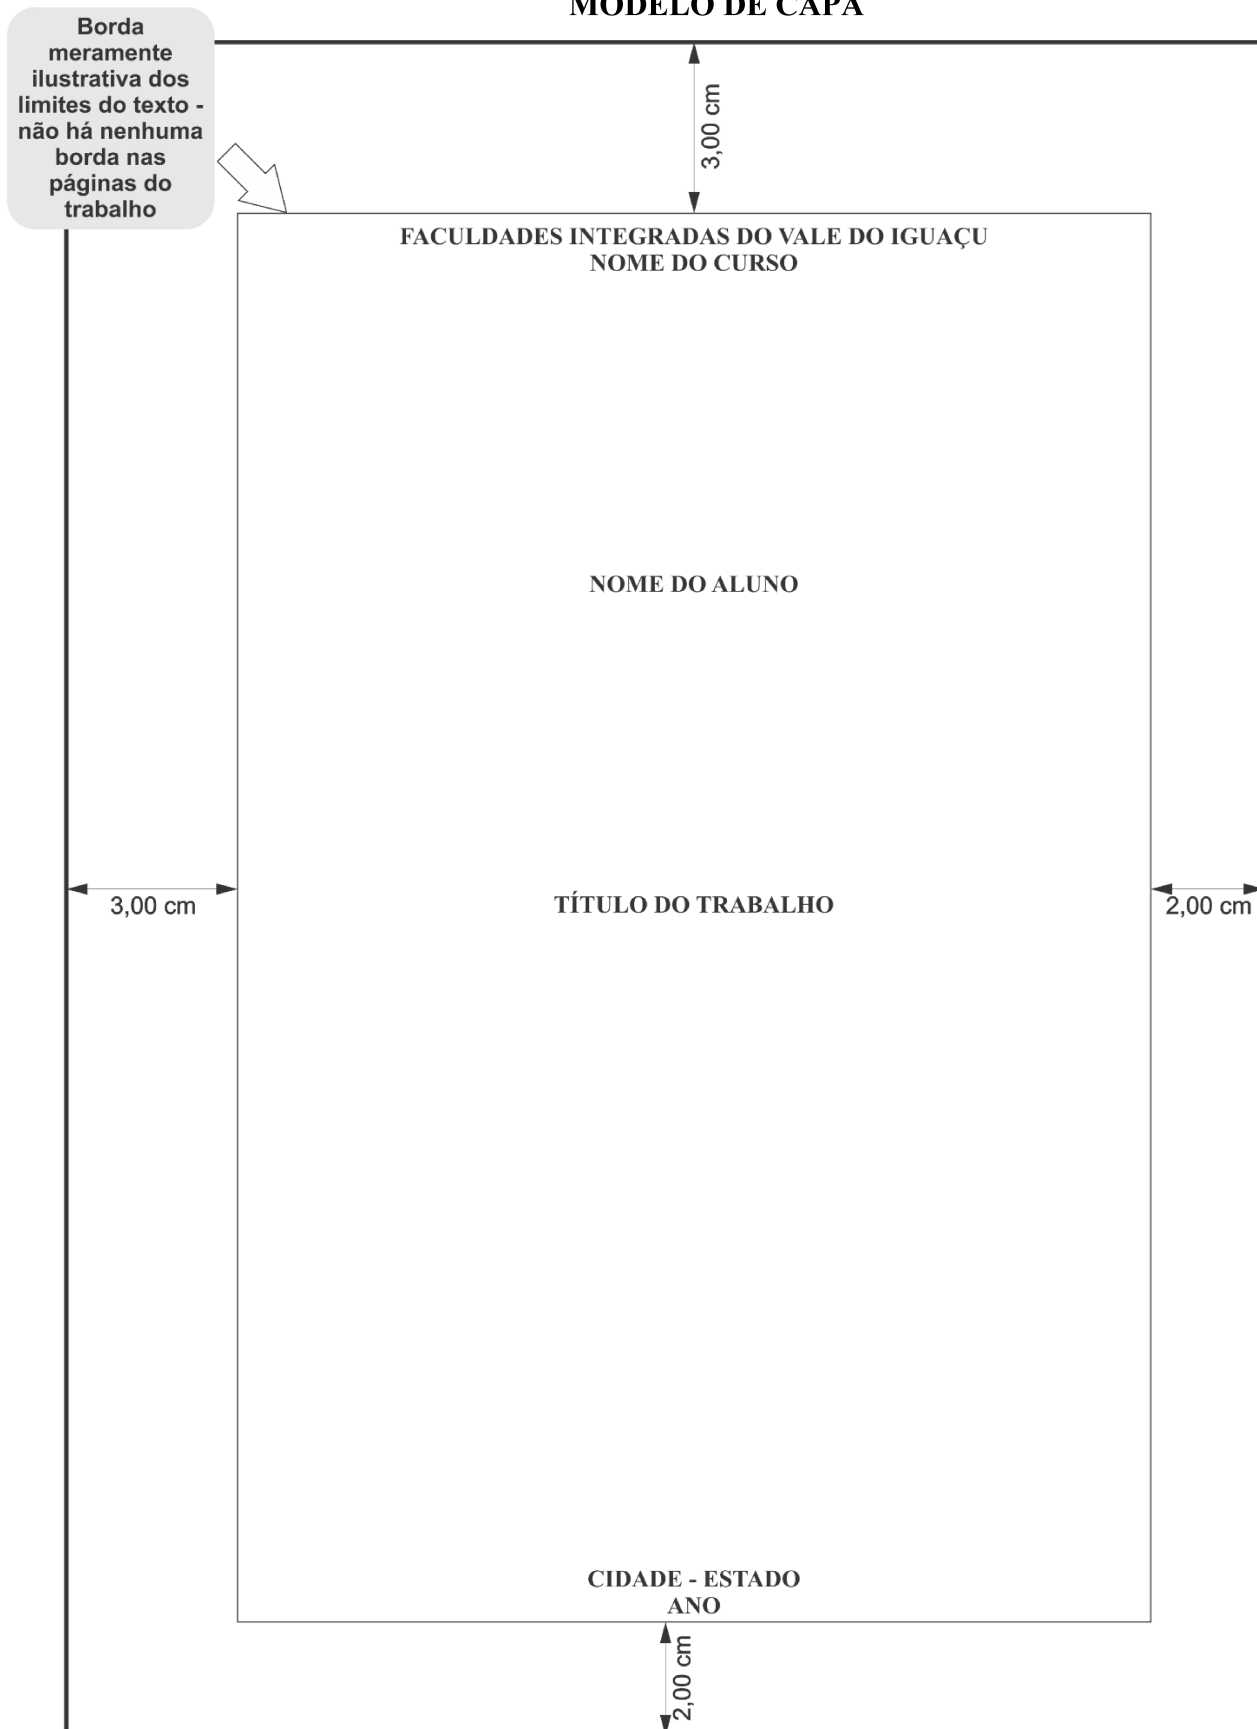 MODELO DE CAPA
Borda
meramente
ilustrativa dos
limites do texto -
não há nenhuma
borda nas
páginas do
trabalho
3,00 cm
FACULDADES INTEGRADAS DO VALE DO IGUAÇU
NOME DO CURSO
NOME DO ALUNO
3,00 cm
TÍTULO DO TRABALHO
2,00 cm
CIDADE - ESTADO
ANO
2,00 cm